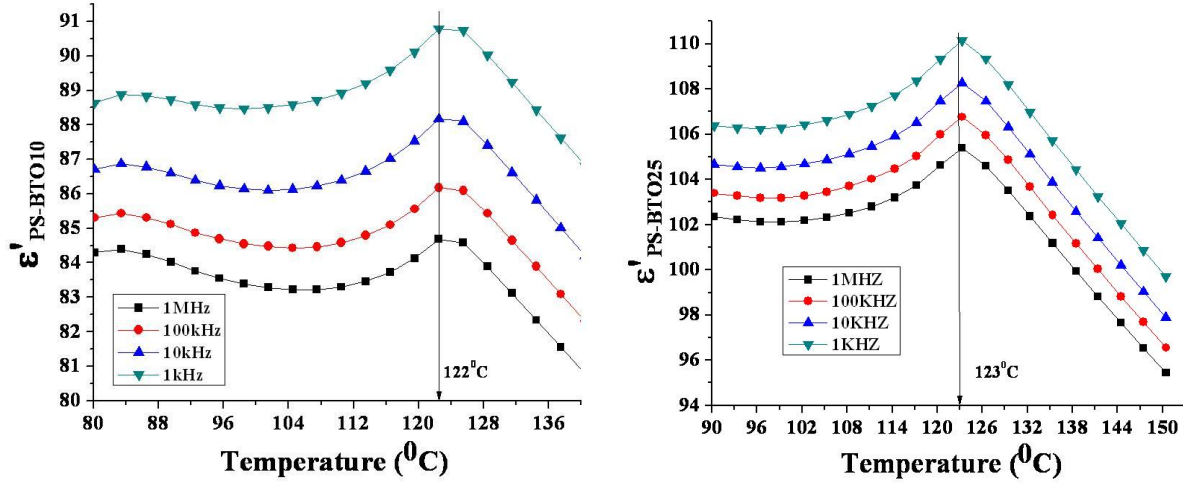 91
90
89
88
87
86
85
84
83
82
81
80
ε'PS-BTO10
1MHz
100kHz
10kHz
1kHz
122⁰C
80 88 96 104 112 120 128 136
Temperature (⁰C)
110
108
106
104
102
100
98
96
94
ε'PS-BTO25
1MHZ
100KHZ
10KHZ
1KHZ
123⁰C
90 96 102 108 114 120 126 132 138 144 150
Temperature (⁰C)